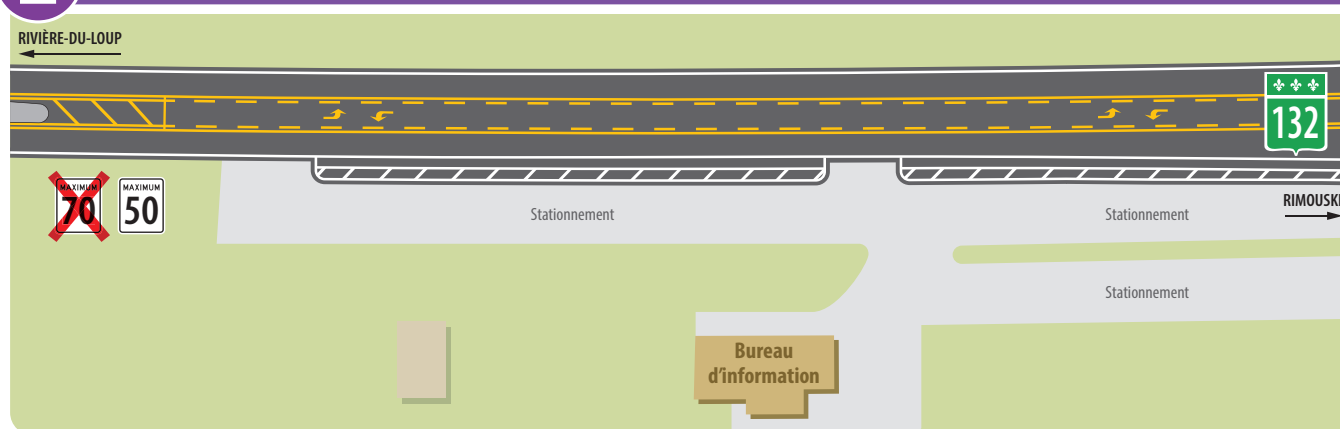 RIVIÈRE-DU-LOUP
132
MAXIMUM
70
MAXIMUM
50
Stationnement
Stationnement
RIMOUSKI
Stationnement
Bureau
d'information